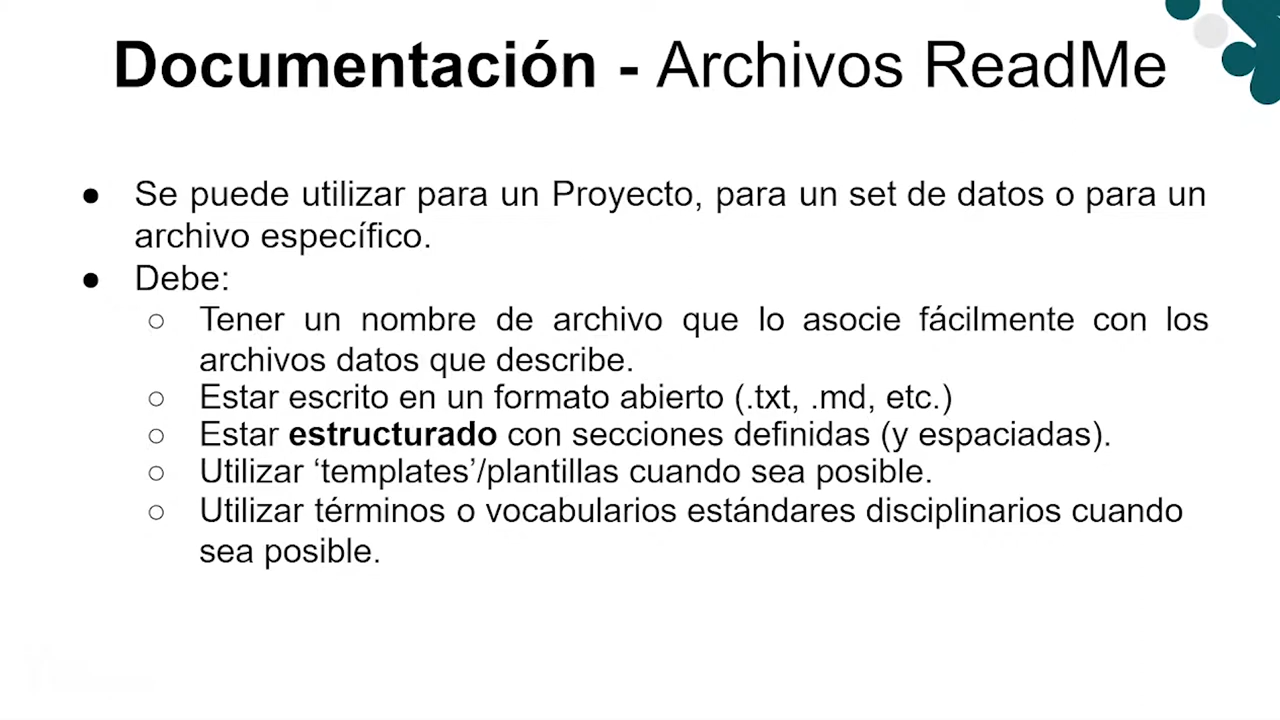 Documentación - Archivos ReadMe
● Se puede utilizar para un Proyecto, para un set de datos o para un
archivo específico.
● Debe:
○ Tener un nombre de archivo que lo asocie fácilmente con los
archivos datos que describe.
○ Estar escrito en un formato abierto (.txt, .md, etc.)
○ Estar estructurado con secciones definidas (y espaciadas).
○ Utilizar ‘templates’/plantillas cuando sea posible.
○ Utilizar términos o vocabularios estándares disciplinarios cuando
sea posible.